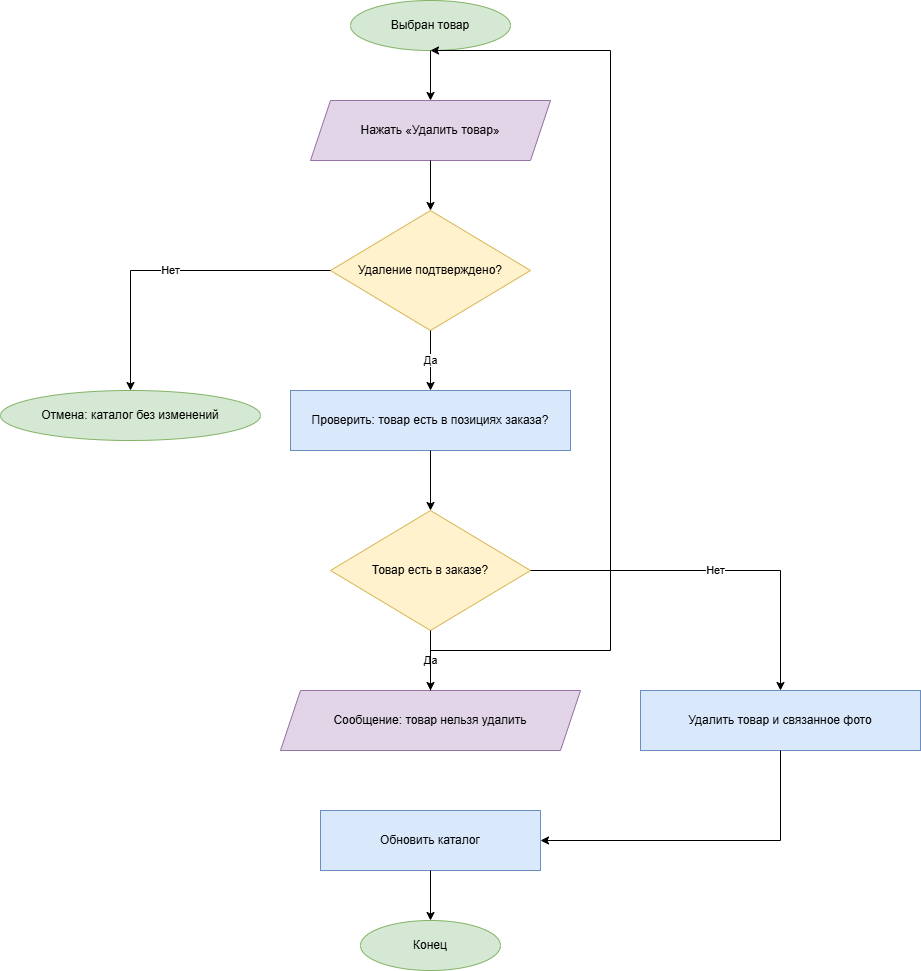 Выбран товар
Нажать «Удалить товар»
Удаление подтверждено?
Нет
Да
Отмена: каталог без изменений
Проверить: товар есть в позициях заказа?
Товар есть в заказе?
Нет
Да
Сообщение: товар нельзя удалить
Удалить товар и связанное фото
Обновить каталог
Конец